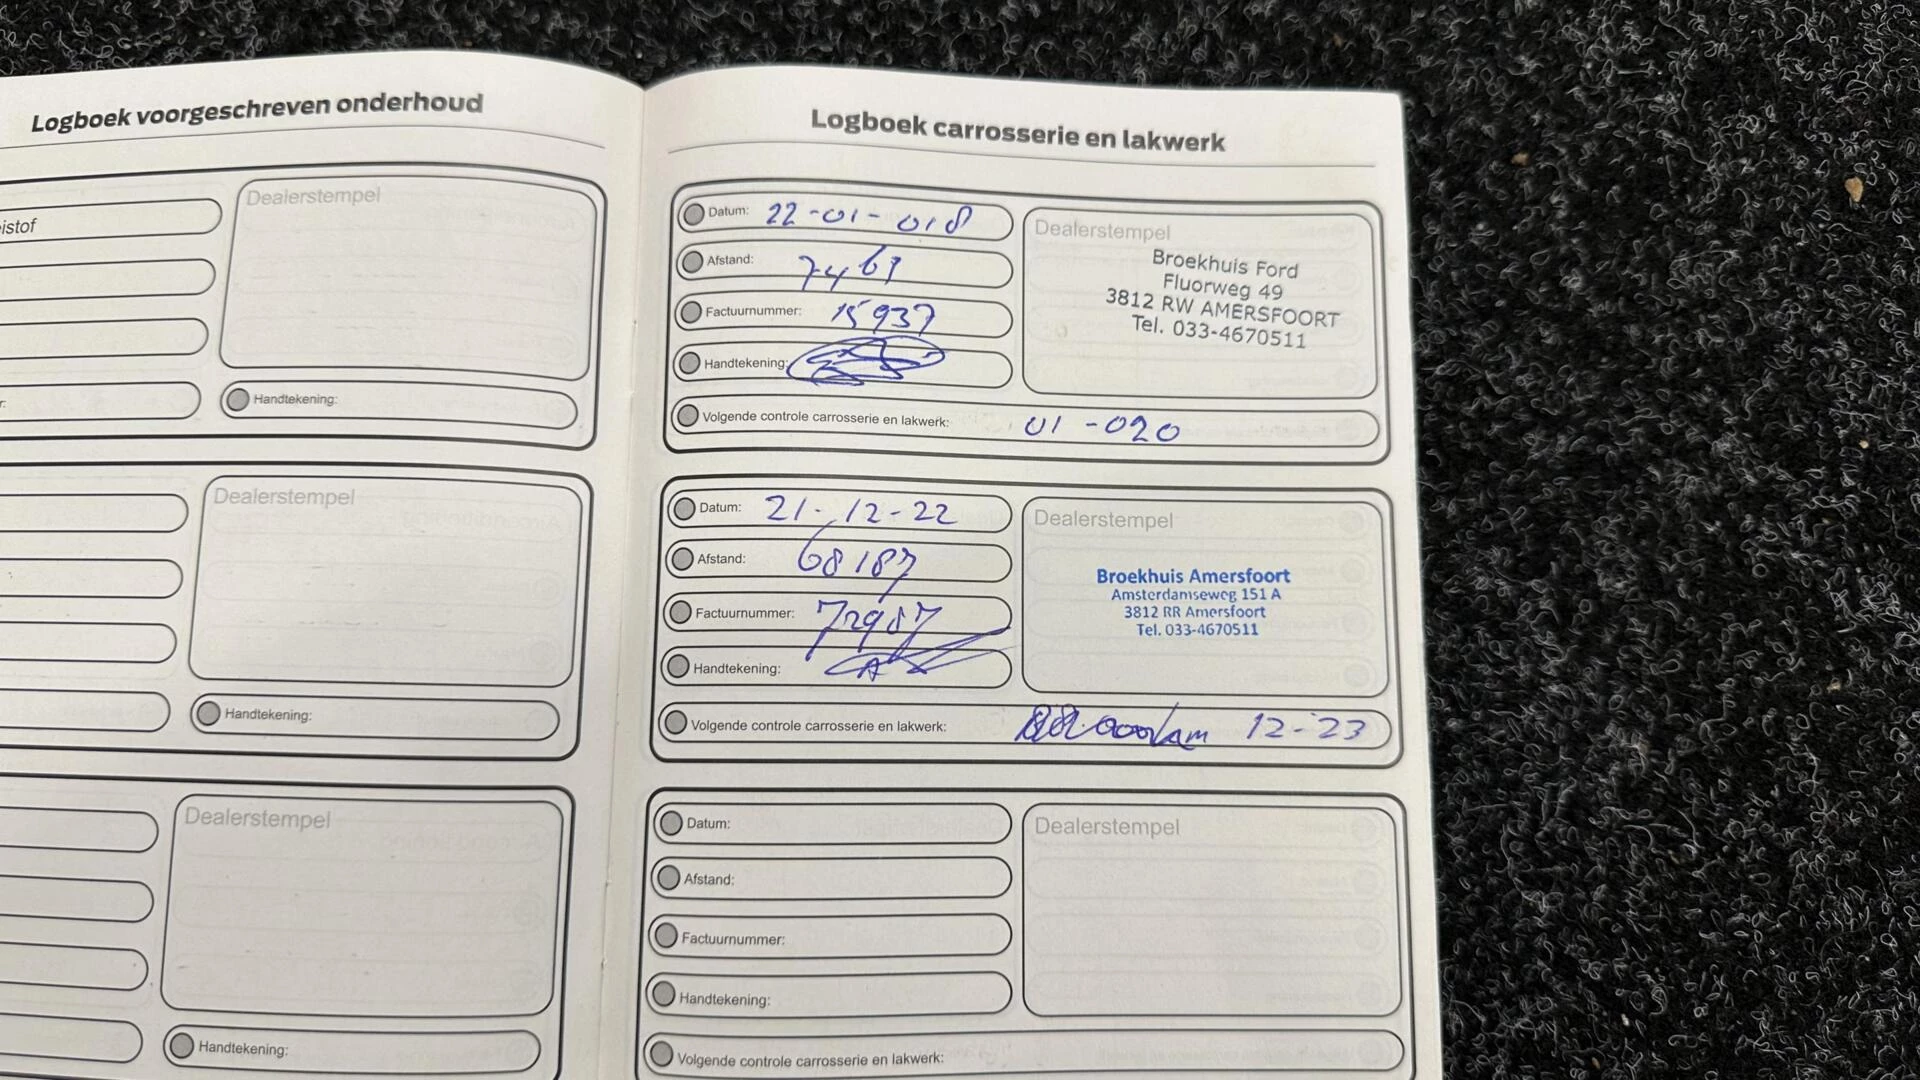 Logboek voorgeschreven onderhoud
istof
Dealerstempel
Handtekening:
Dealerstempel
Handtekening:
Dealerstempel
Handtekening:
Logboek carrosserie en lakwerk
Datum: 22-01-018
Afstand: 7461
Factuurnummer: 15937
Handtekening:
Dealerstempel
Broekhuis Ford
Fluorweg 49
3812 RW AMERSFOORT
Tel. 033-4670511
Volgende controle carrosserie en lakwerk: 01-020
Datum: 21-12-22
Afstand: 68187
Factuurnummer: 72987
Handtekening:
Dealerstempel
Broekhuis Amersfoort
Amsterdamseweg 151 A
3812 RR Amersfoort
Tel. 033-4670511
Volgende controle carrosserie en lakwerk: 12-23
Datum:
Afstand:
Factuurnummer:
Handtekening:
Dealerstempel
Volgende controle carrosserie en lakwerk: